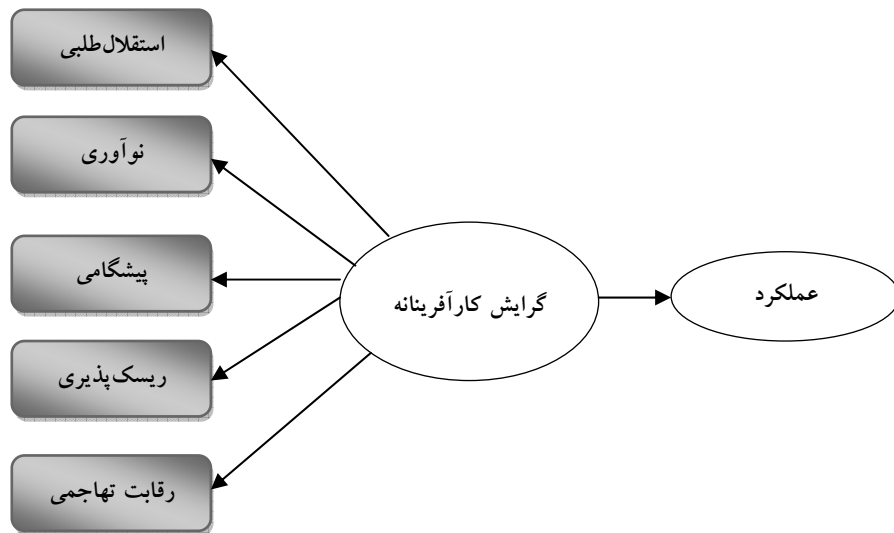 استقلال‌طلبی
نوآوری
پیشگامی
ریسک‌پذیری
رقابت تهاجمی
گرایش کارآفرینانه
عملکرد